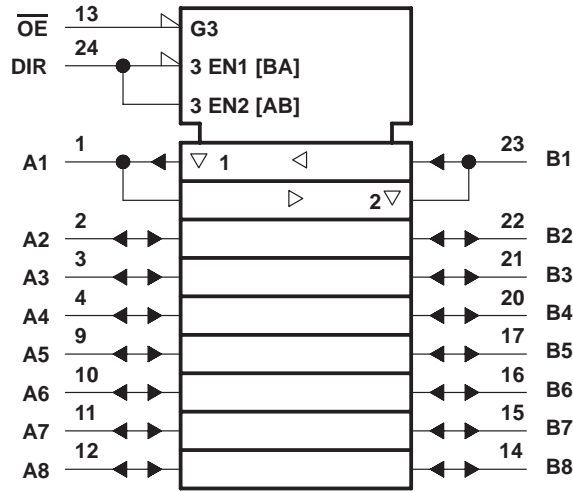 OE 13 G3
DIR 24 3 EN1 [BA]
3 EN2 [AB]
A1 1 1 23 B1
2
A2 2 22 B2
A3 3 21 B3
A4 4 20 B4
A5 9 17 B5
A6 10 16 B6
A7 11 15 B7
A8 12 14 B8